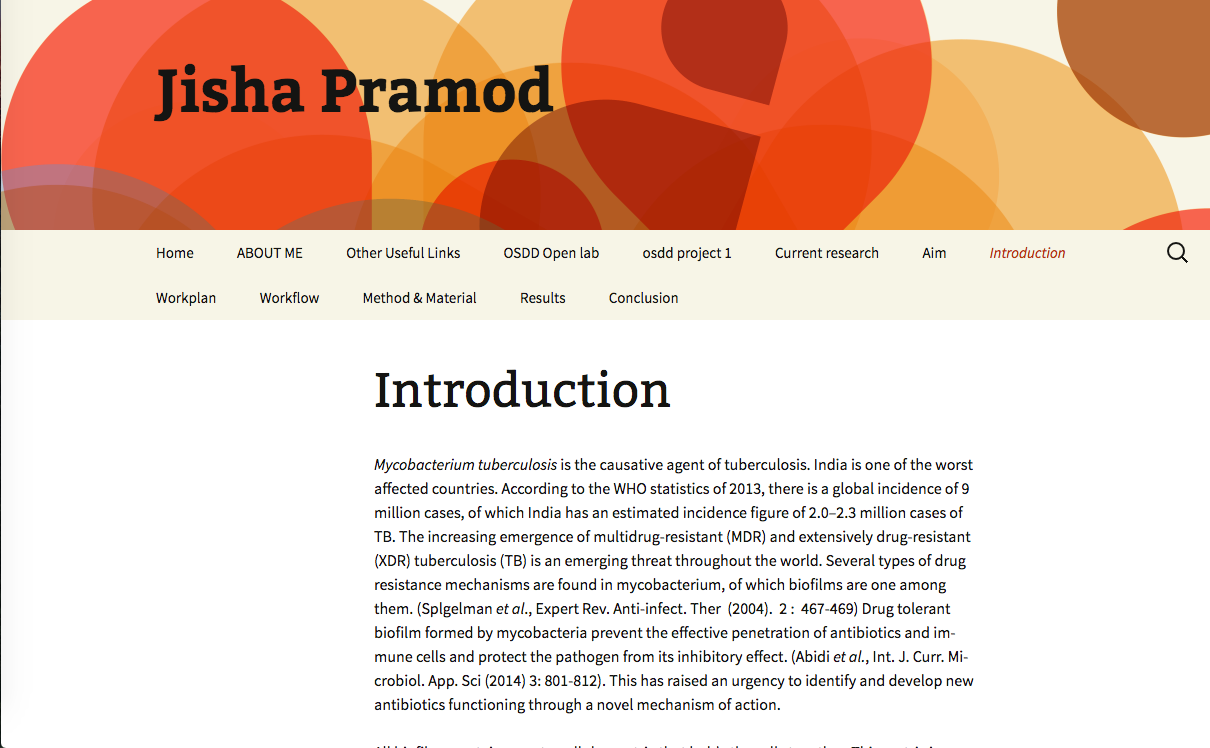 Jisha Pramod
Home ABOUT ME Other Useful Links OSDD Open lab osdd project 1 Current research Aim Introduction
Workplan Workflow Method & Material Results Conclusion
Introduction
Mycobacterium tuberculosis is the causative agent of tuberculosis. India is one of the worst
affected countries. According to the WHO statistics of 2013, there is a global incidence of 9
million cases, of which India has an estimated incidence figure of 2.0–2.3 million cases of
TB. The increasing emergence of multidrug-resistant (MDR) and extensively drug-resistant
(XDR) tuberculosis (TB) is an emerging threat throughout the world. Several types of drug
resistance mechanisms are found in mycobacterium, of which biofilms are one among
them. (Splgelman et al., Expert Rev. Anti-infect. Ther (2004). 2 : 467-469) Drug tolerant
biofilm formed by mycobacteria prevent the effective penetration of antibiotics and im-
mune cells and protect the pathogen from its inhibitory effect. (Abidi et al., Int. J. Curr. Mi-
crobiol. App. Sci (2014) 3: 801-812). This has raised an urgency to identify and develop new
antibiotics functioning through a novel mechanism of action.